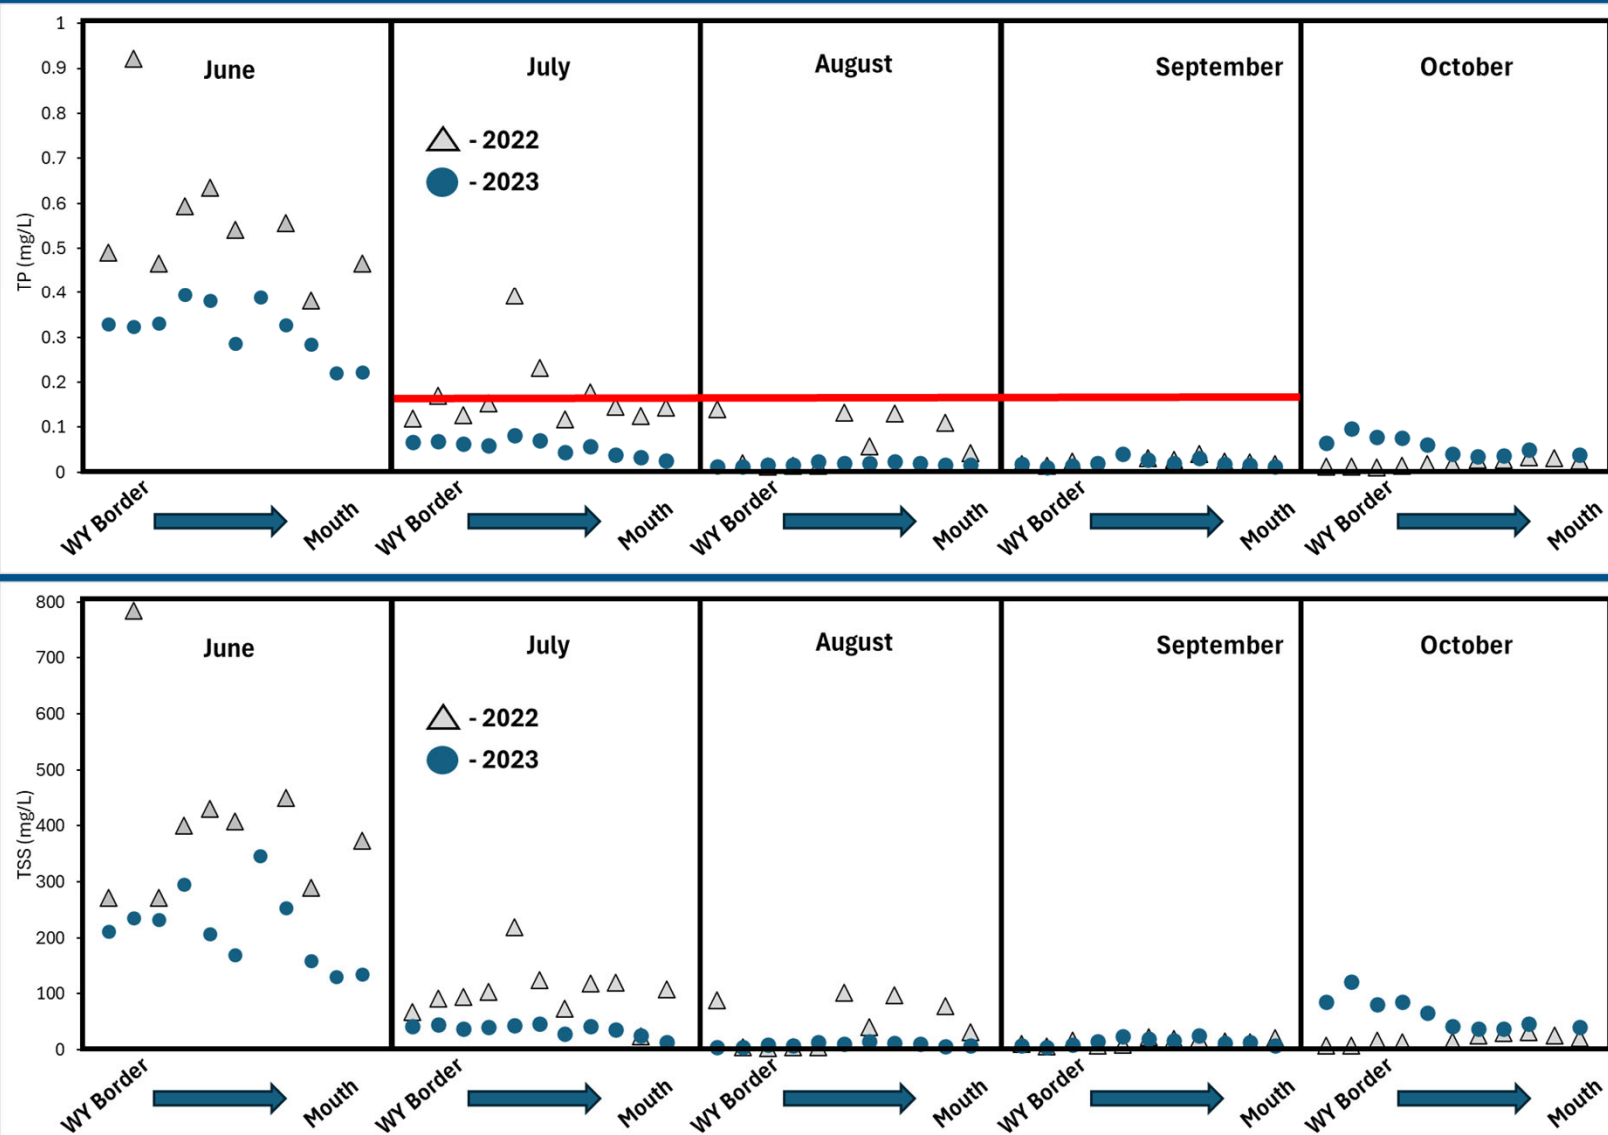 1
0.9
0.8
0.7
0.6
0.5
0.4
0.3
0.2
0.1
0
TP (mg/L)
June
July
August
September
October
- 2022
- 2023
WY Border
Mouth
WY Border
Mouth
WY Border
Mouth
WY Border
Mouth
WY Border
Mouth
800
700
600
500
400
300
200
100
0
TSS (mg/L)
June
July
August
September
October
- 2022
- 2023
WY Border
Mouth
WY Border
Mouth
WY Border
Mouth
WY Border
Mouth
WY Border
Mouth